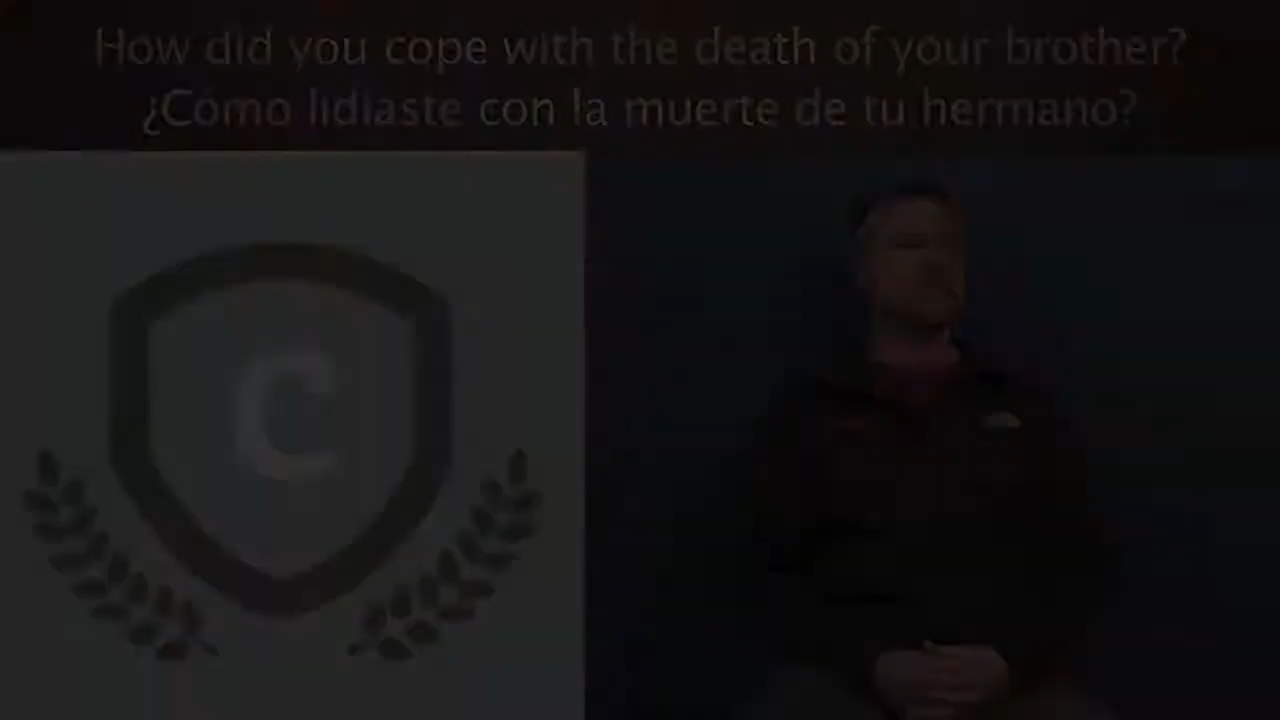 How did you cope with the death of your brother?
¿Cómo lidiaste con la muerte de tu hermano?
C